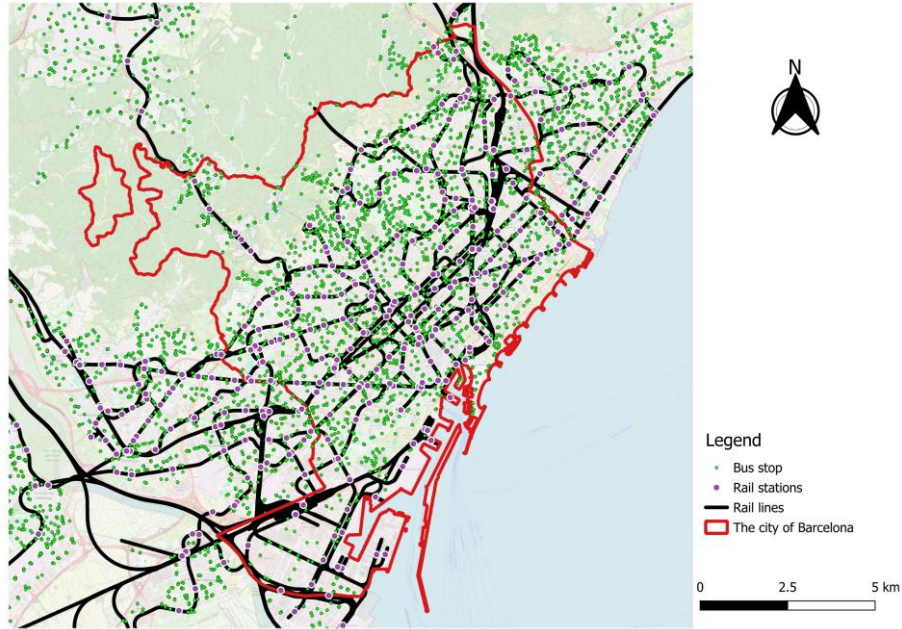 N
Legend
Bus stop
Rail stations
Rail lines
The city of Barcelona
0 2.5 5 km